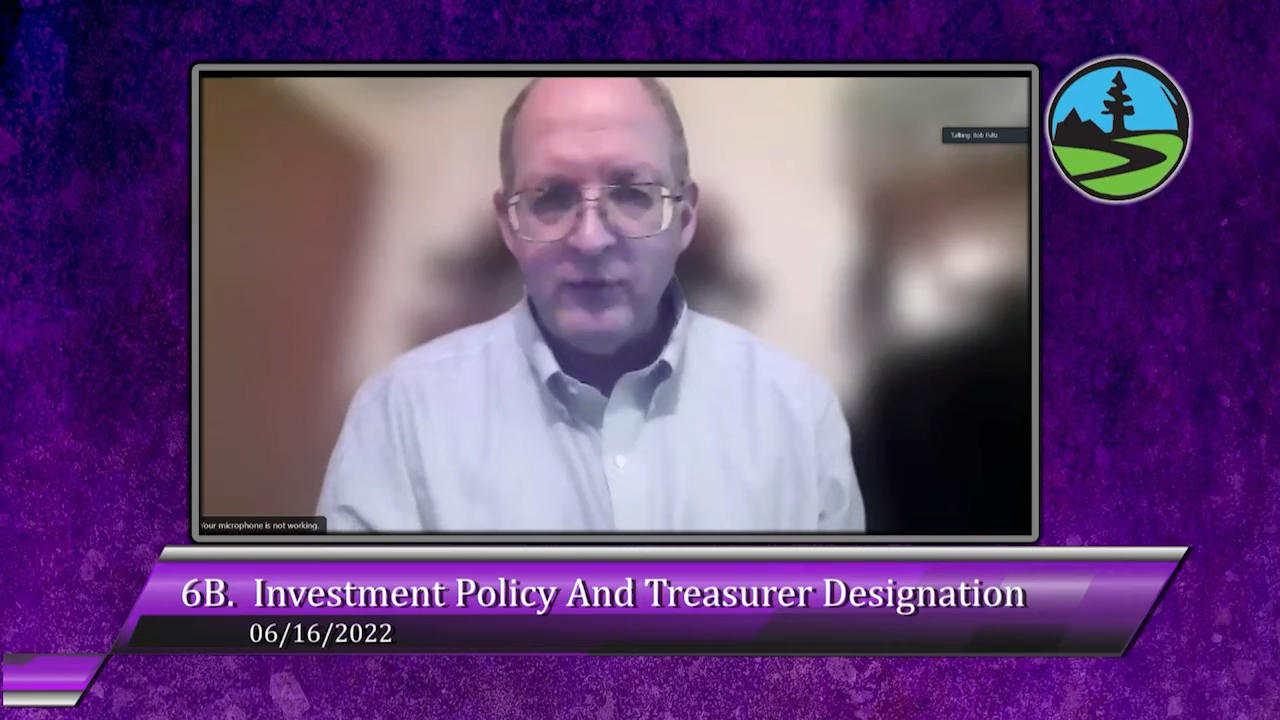 Talking: Bob Fultz
Your microphone is not working.
6B. Investment Policy And Treasurer Designation
06/16/2022